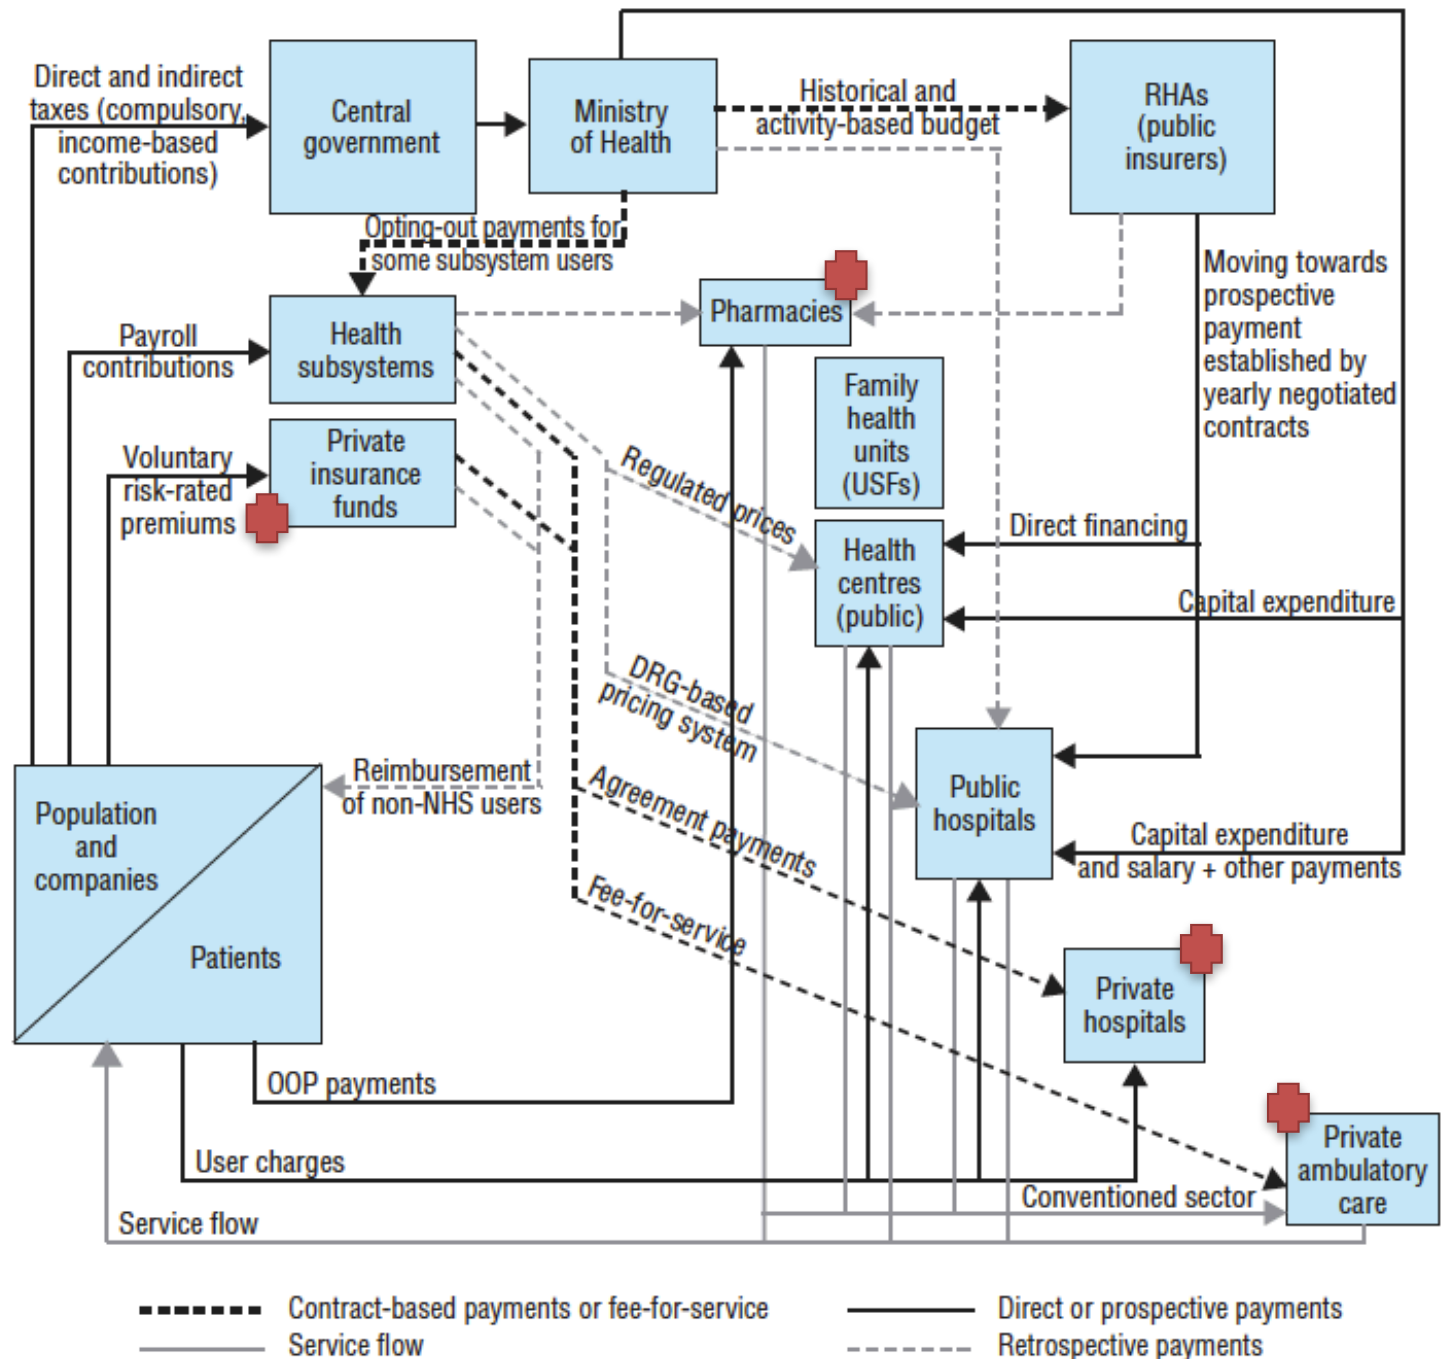 Direct and indirect
taxes (compulsory,
income-based
contributions)
Central
government
Ministry
of Health
Historical and
activity-based budget
RHAs
(public
insurers)
Opting-out payments for
some subsystem users
Moving towards
prospective
payment
established by
yearly negotiated
contracts
Pharmacies
Payroll
contributions
Health
subsystems
Family
health
units
(USFs)
Voluntary
risk-rated
premiums
Private
insurance
funds
Regulated prices
Direct financing
Health
centres
(public)
Capital expenditure
DRG-based
pricing system
Reimbursement
of non-NHS users
Agreement payments
Public
hospitals
Population
and
companies
Patients
Capital expenditure
and salary + other payments
Fee-for-service
Private
hospitals
OOP payments
User charges
Private
ambulatory
care
Conventioned sector
Service flow
Contract-based payments or fee-for-service
Direct or prospective payments
Service flow
Retrospective payments